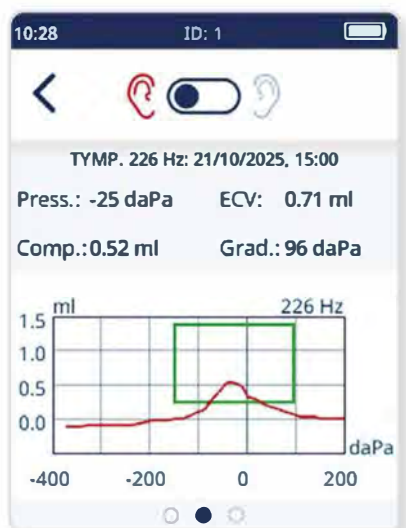 10:28 ID: 1
TYMP. 226 Hz: 21/10/2025, 15:00
Press.: -25 daPa ECV: 0.71 ml
Comp.: 0.52 ml Grad.: 96 daPa
ml 226 Hz
1.5
1.0
0.5
0.0
daPa
-400 -200 0 200